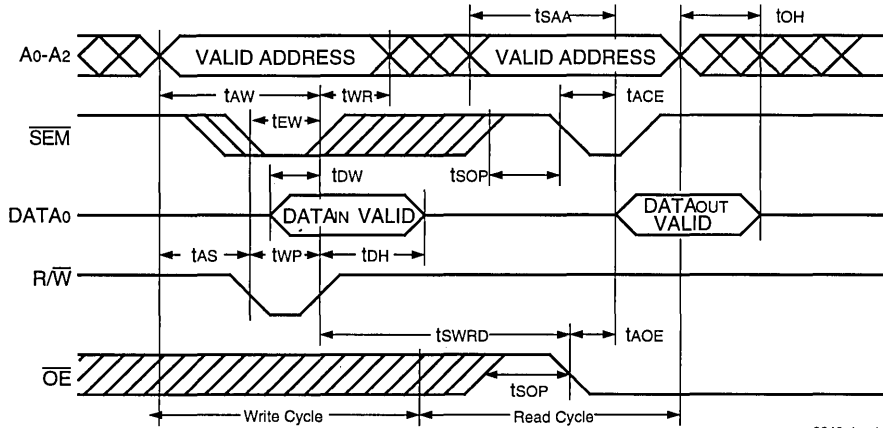 tSAA tOH
A0-A2 VALID ADDRESS VALID ADDRESS
tAW tWR tACE
tEW
SEM
tDW tSOP
DATA0 DATAIN VALID DATAOUT VALID
tAS tWP tDH
R/W
tSWRD tAOE
OE tSOP
Write Cycle Read Cycle